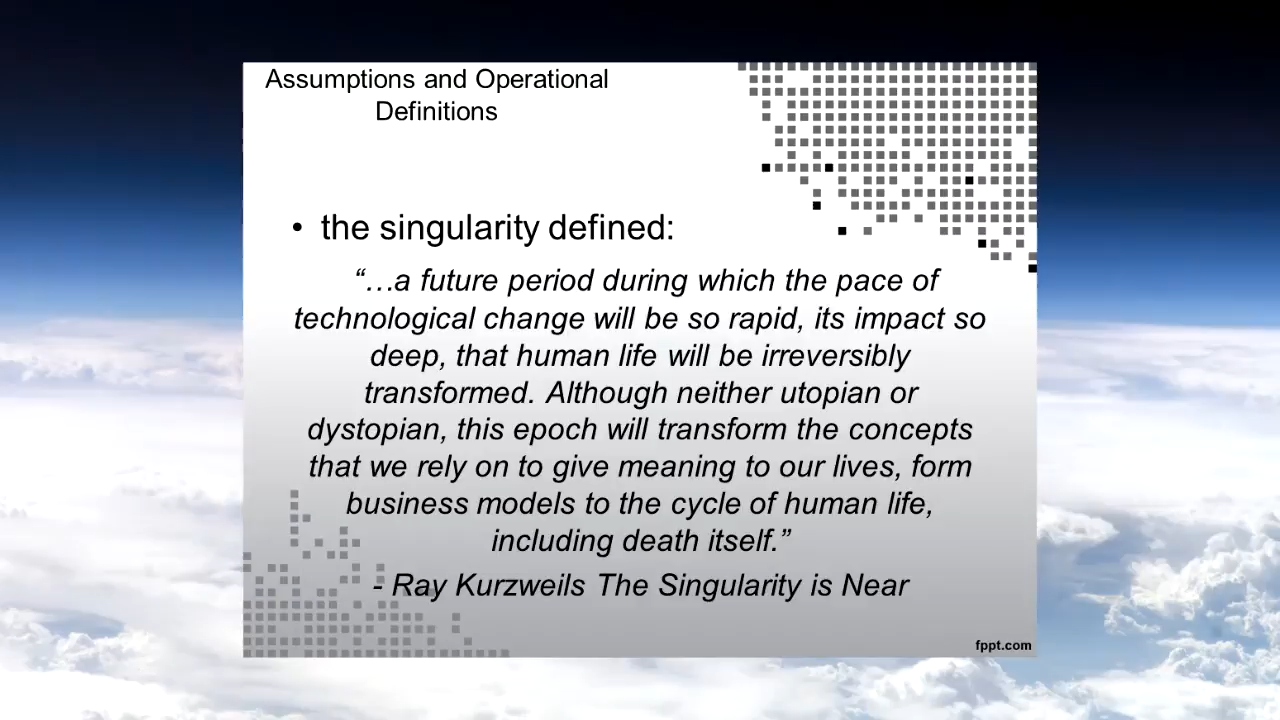 Assumptions and Operational
Definitions
• the singularity defined:
“…a future period during which the pace of
technological change will be so rapid, its impact so
deep, that human life will be irreversibly
transformed. Although neither utopian or
dystopian, this epoch will transform the concepts
that we rely on to give meaning to our lives, form
business models to the cycle of human life,
including death itself.”
- Ray Kurzweils The Singularity is Near
fppt.com